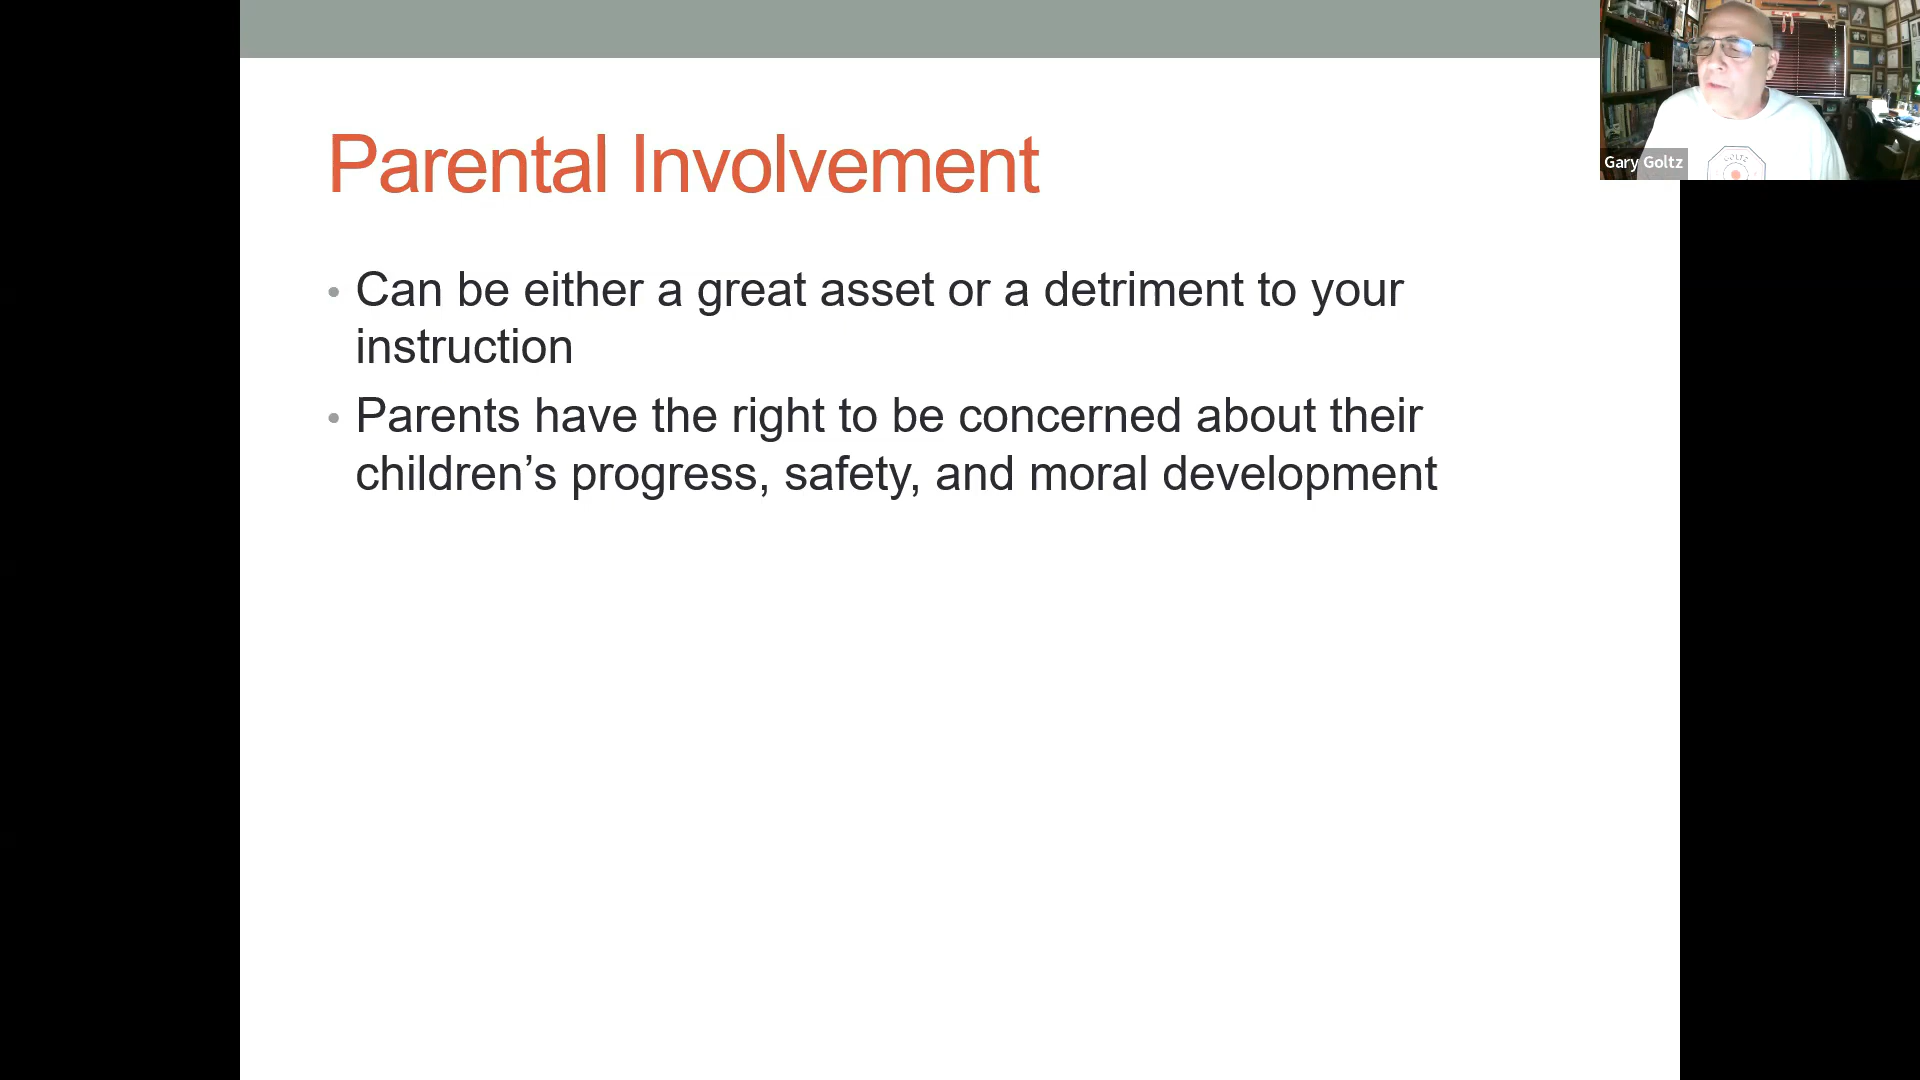 Parental Involvement
• Can be either a great asset or a detriment to your
instruction
• Parents have the right to be concerned about their
children’s progress, safety, and moral development
Gary Goltz
GOLTZ